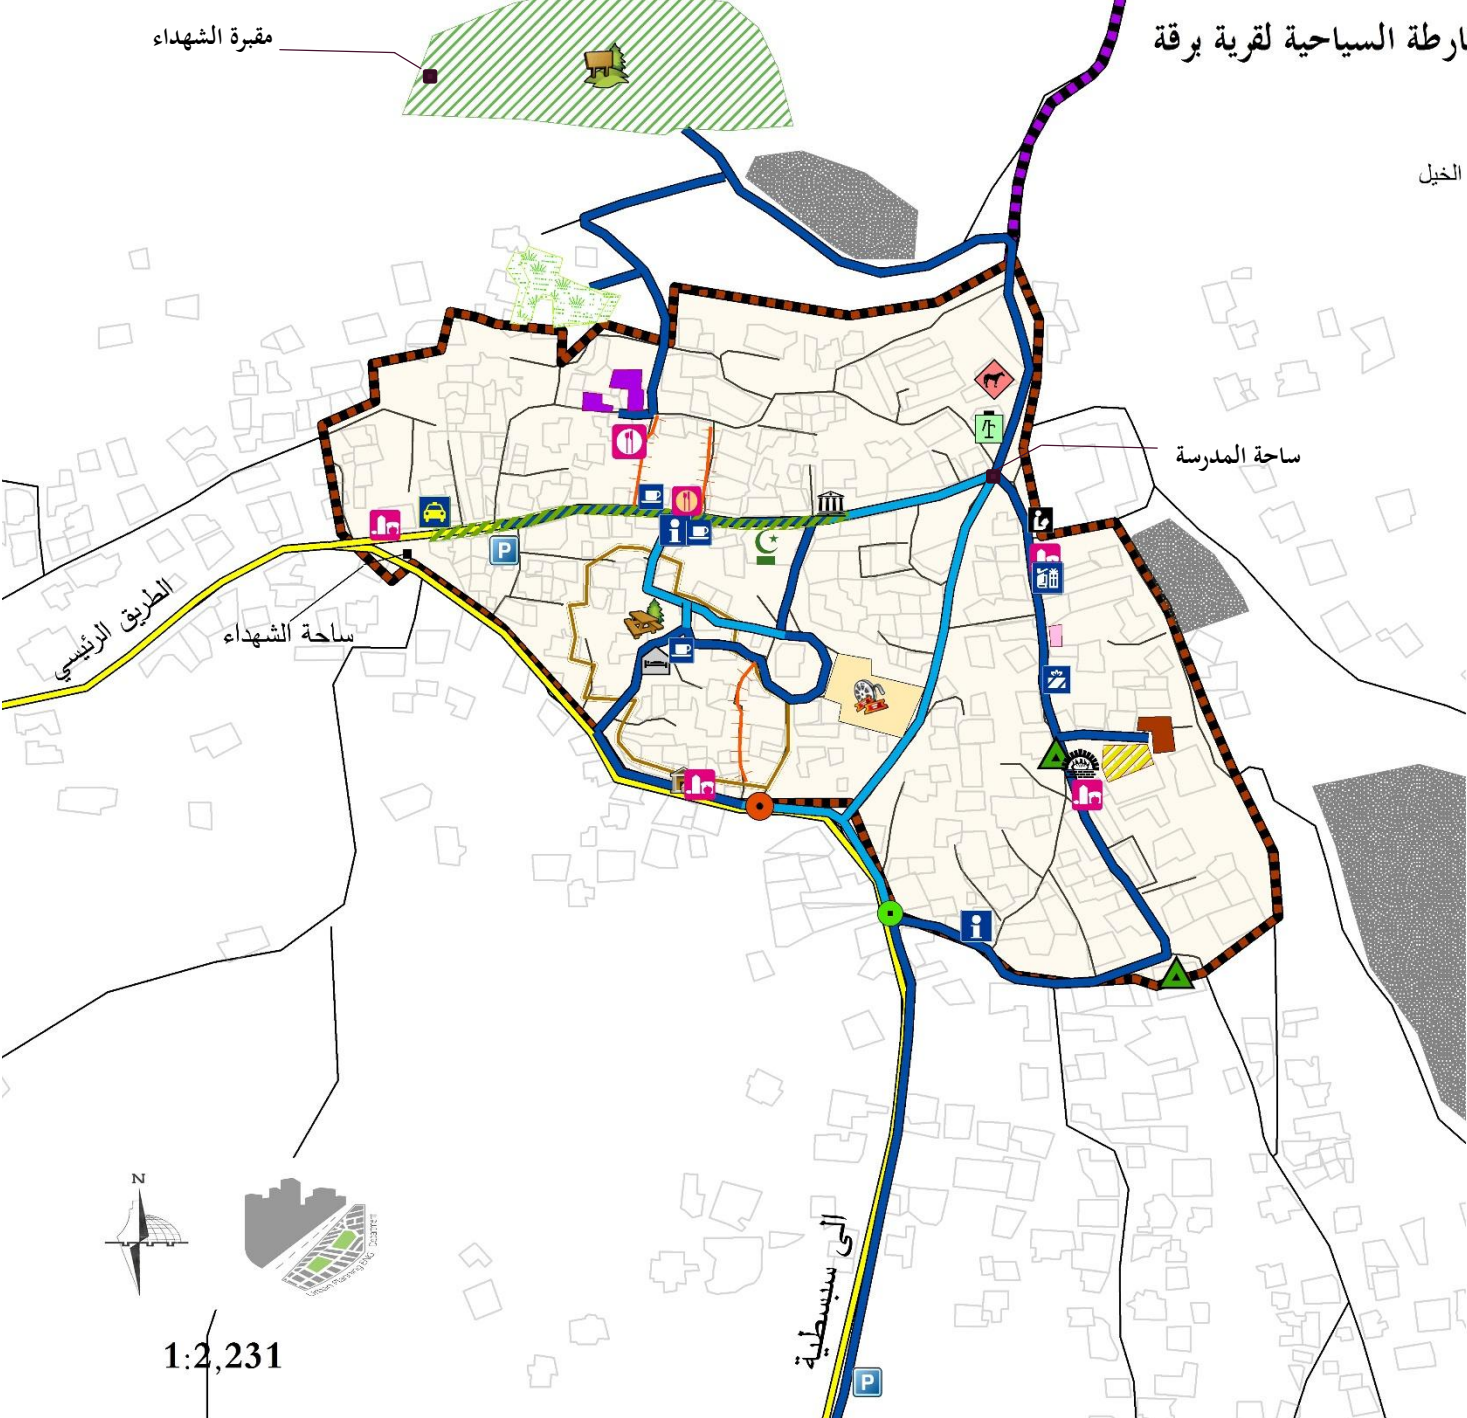 مقبرة الشهداء
ارطة السياحية لقرية برقة
الخيل
ساحة المدرسة
الطريق الرئيسي
ساحة الشهداء
P
i
i
الى سبسطية
N
1:2,231
P